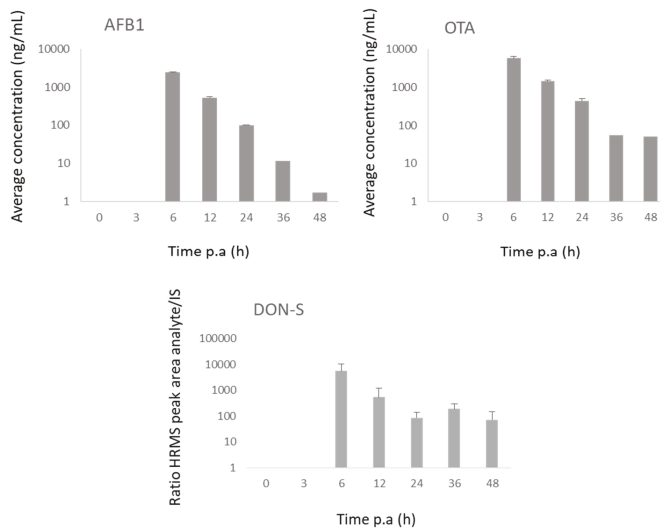 AFB1
Average concentration (ng/mL)
10000
1000
100
10
1
0 3 6 12 24 36 48
Time p.a (h)
OTA
Average concentration (ng/mL)
10000
1000
100
10
1
0 3 6 12 24 36 48
Time p.a (h)
DON-S
Ratio HRMS peak area analyte/IS
100000
10000
1000
100
10
1
0 3 6 12 24 36 48
Time p.a (h)